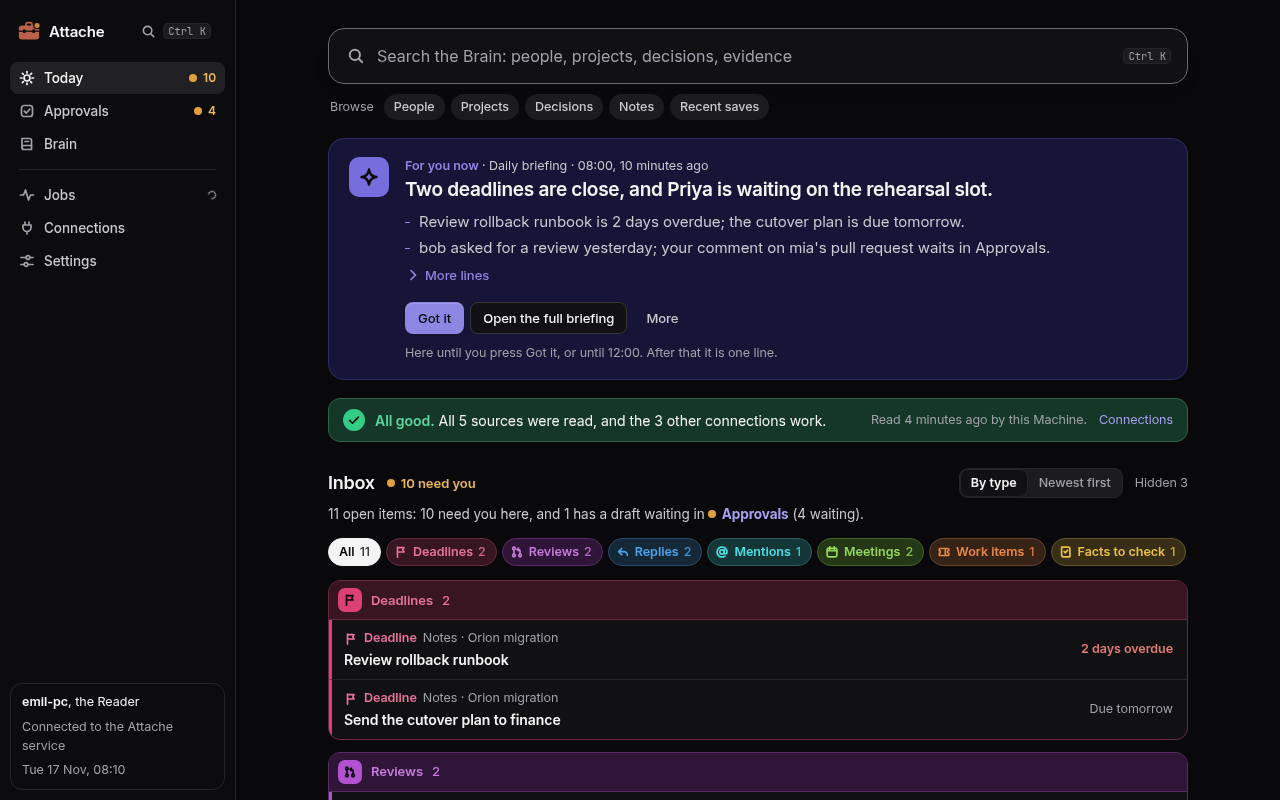 Attache
Ctrl K
Today 10
Approvals 4
Brain
Jobs
Connections
Settings
emil-pc, the Reader
Connected to the Attache
service
Tue 17 Nov, 08:10
Search the Brain: people, projects, decisions, evidence
Ctrl K
Browse People Projects Decisions Notes Recent saves
For you now · Daily briefing · 08:00, 10 minutes ago
Two deadlines are close, and Priya is waiting on the rehearsal slot.
- Review rollback runbook is 2 days overdue; the cutover plan is due tomorrow.
- bob asked for a review yesterday; your comment on mia's pull request waits in Approvals.
More lines
Got it Open the full briefing More
Here until you press Got it, or until 12:00. After that it is one line.
All good. All 5 sources were read, and the 3 other connections work. Read 4 minutes ago by this Machine. Connections
Inbox 10 need you By type Newest first Hidden 3
11 open items: 10 need you here, and 1 has a draft waiting in Approvals (4 waiting).
All 11 Deadlines 2 Reviews 2 Replies 2 Mentions 1 Meetings 2 Work items 1 Facts to check 1
Deadlines 2
Deadline Notes · Orion migration
Review rollback runbook
2 days overdue
Deadline Notes · Orion migration
Send the cutover plan to finance
Due tomorrow
Reviews 2